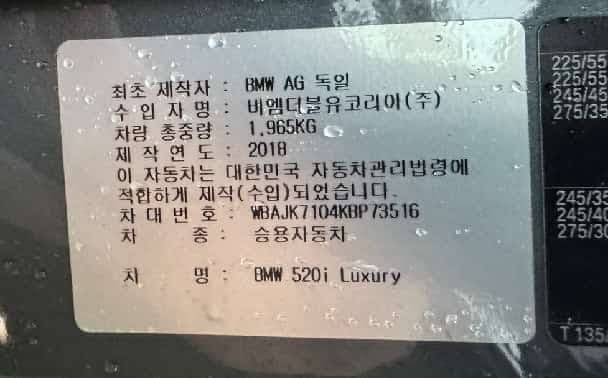 최초 제작자 : BMW AG 독일
수 입 자 명 : 비엠더블유코리아(주)
차량 총중량 : 1,965KG
제 작 연 도 : 2018
이 자동차는 대한민국 자동차관리법령에
적합하게 제작(수입)되었습니다.
차 대 번 호 : WBAJK7104KBP73516
차 종 : 승용자동차
차 명 : BMW 520i Luxury
225/55
225/55
245/45
275/35
245/40
275/30